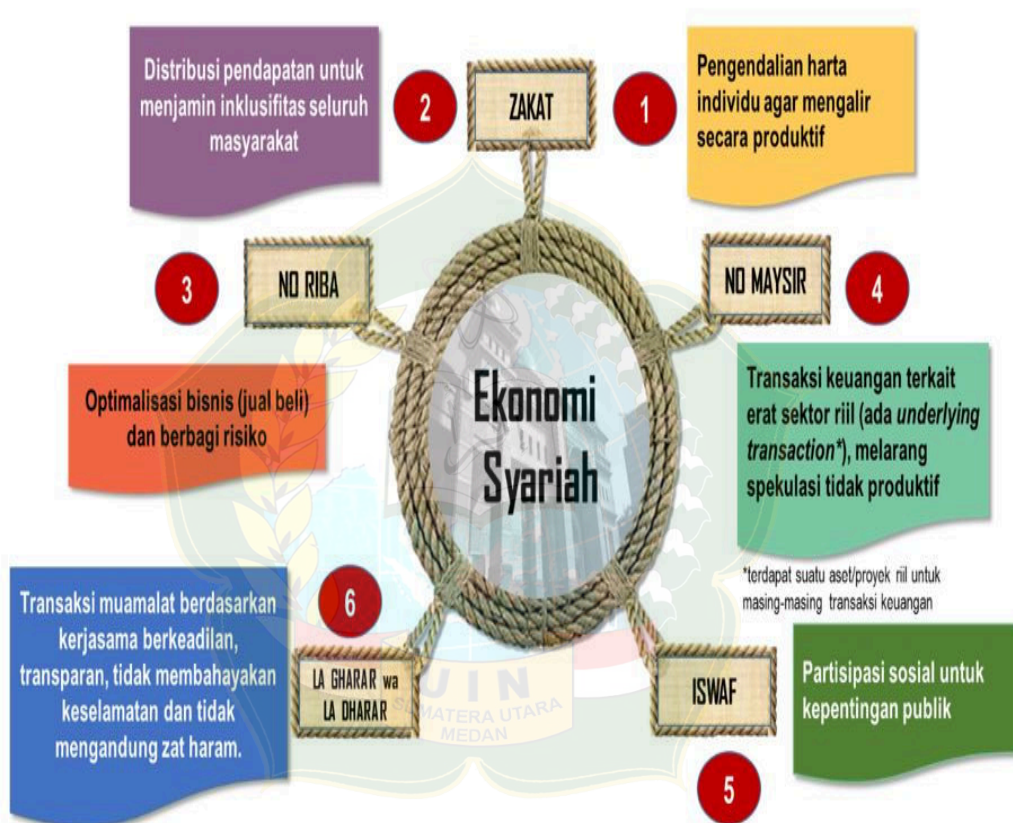 Distribusi pendapatan untuk
menjamin inklusifitas seluruh
masyarakat
2
ZAKAT
1
Pengendalian harta
individu agar mengalir
secara produktif
3
NO RIBA
NO MAYSIR
4
Optimalisasi bisnis (jual beli)
dan berbagi risiko
Ekonomi
Syariah
Transaksi keuangan terkait
erat sektor riil (ada underlying
transaction*), melarang
spekulasi tidak produktif
*terdapat suatu aset/proyek riil untuk
masing-masing transaksi keuangan
Transaksi muamalat berdasarkan
kerjasama berkeadilan,
transparan, tidak membahayakan
keselamatan dan tidak
mengandung zat haram.
6
LA GHARAR wa
LA DHARAR
UIN
SUMATERA UTARA
MEDAN
ISWAF
5
Partisipasi sosial untuk
kepentingan publik